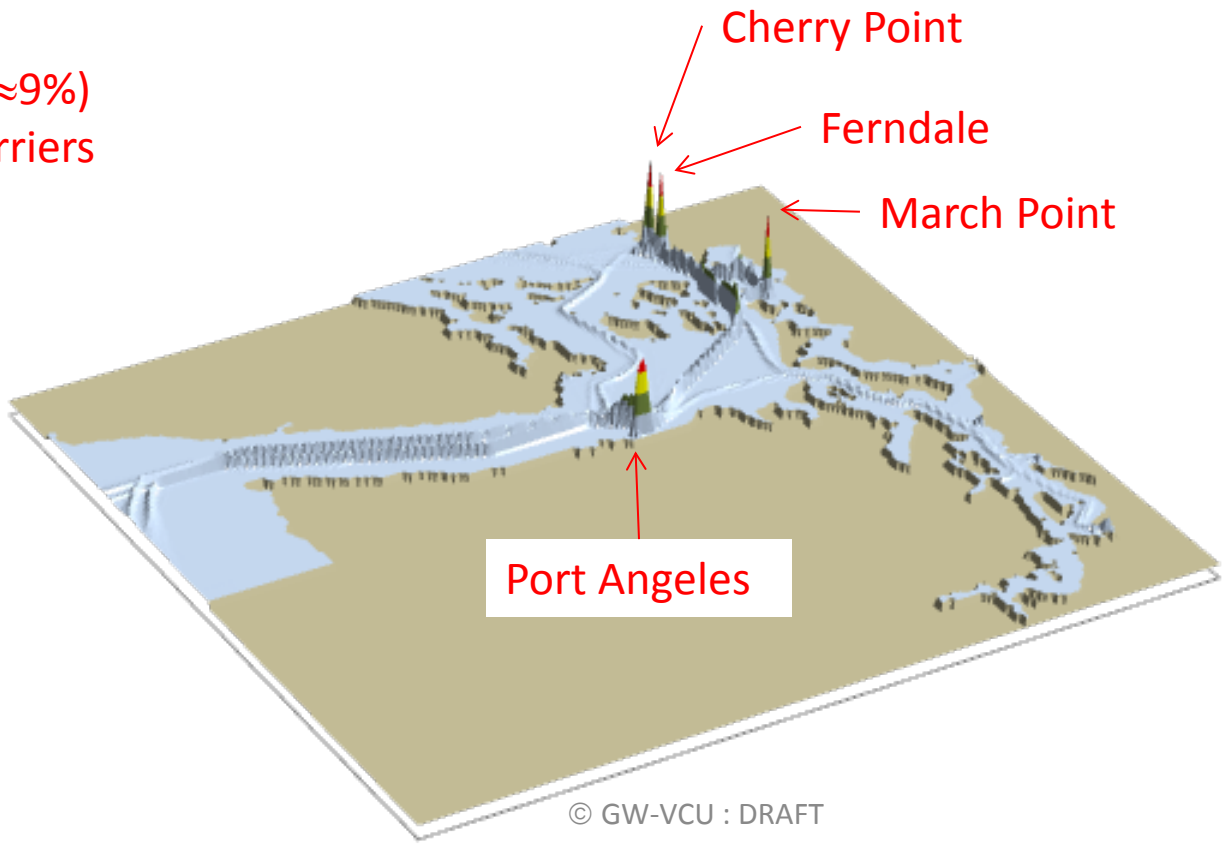 Cherry Point
≈9%)
Ferndale
rriers
March Point
Port Angeles
© GW-VCU : DRAFT